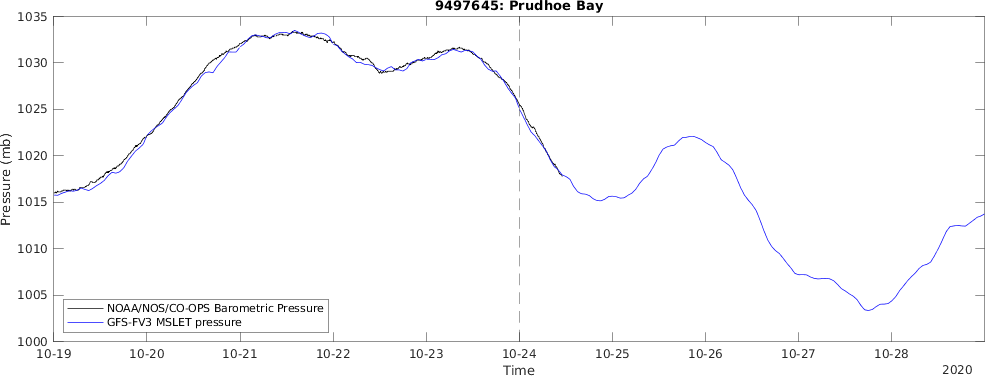 9497645: Prudhoe Bay
1035
1030
1025
1020
1015
1010
1005
1000
Pressure (mb)
NOAA/NOS/CO-OPS Barometric Pressure
GFS-FV3 MSLET pressure
10-19 10-20 10-21 10-22 10-23 10-24 10-25 10-26 10-27 10-28
Time
2020